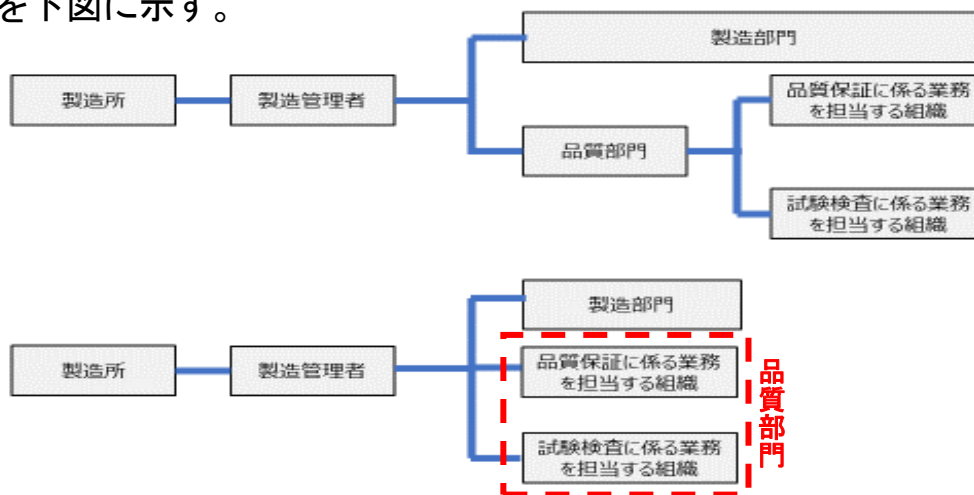 を下図に示す。
製造部門
製造所
製造管理者
品質保証に係る業務
を担当する組織
品質部門
試験検査に係る業務
を担当する組織
製造部門
製造所
製造管理者
品質保証に係る業務
を担当する組織
品質部門
試験検査に係る業務
を担当する組織